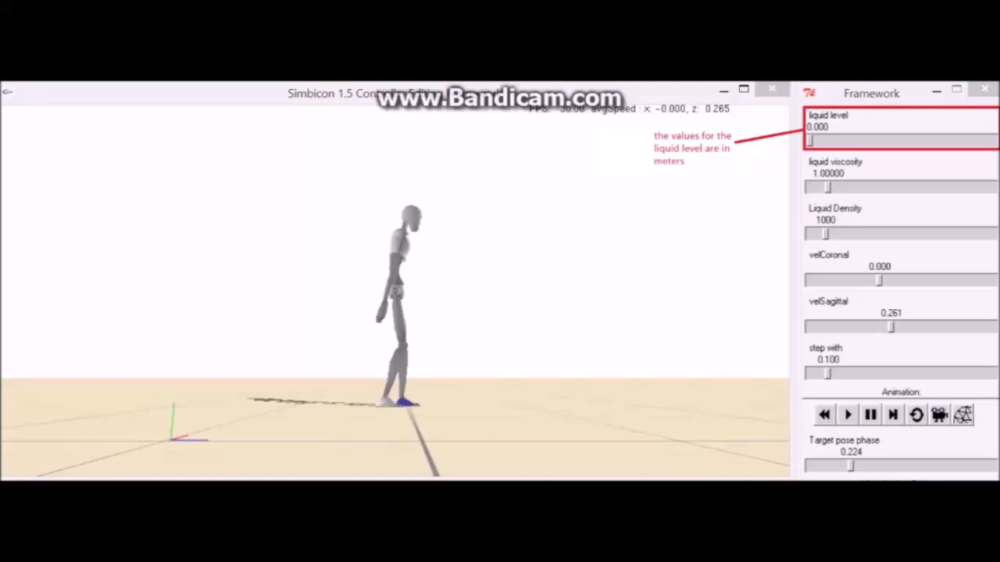 Simbicon 1.5
www.Bandicam.com
FPS: 30.00 avgSpeed : x: -0.000, z: 0.265
the values for the
liquid level are in
meters
Framework
liquid level
0.000
liquid viscosity
1.00000
Liquid Density
1000
velCoronal
0.000
velSagittal
0.261
step with
0.100
Animation:
Target pose phase
0.224